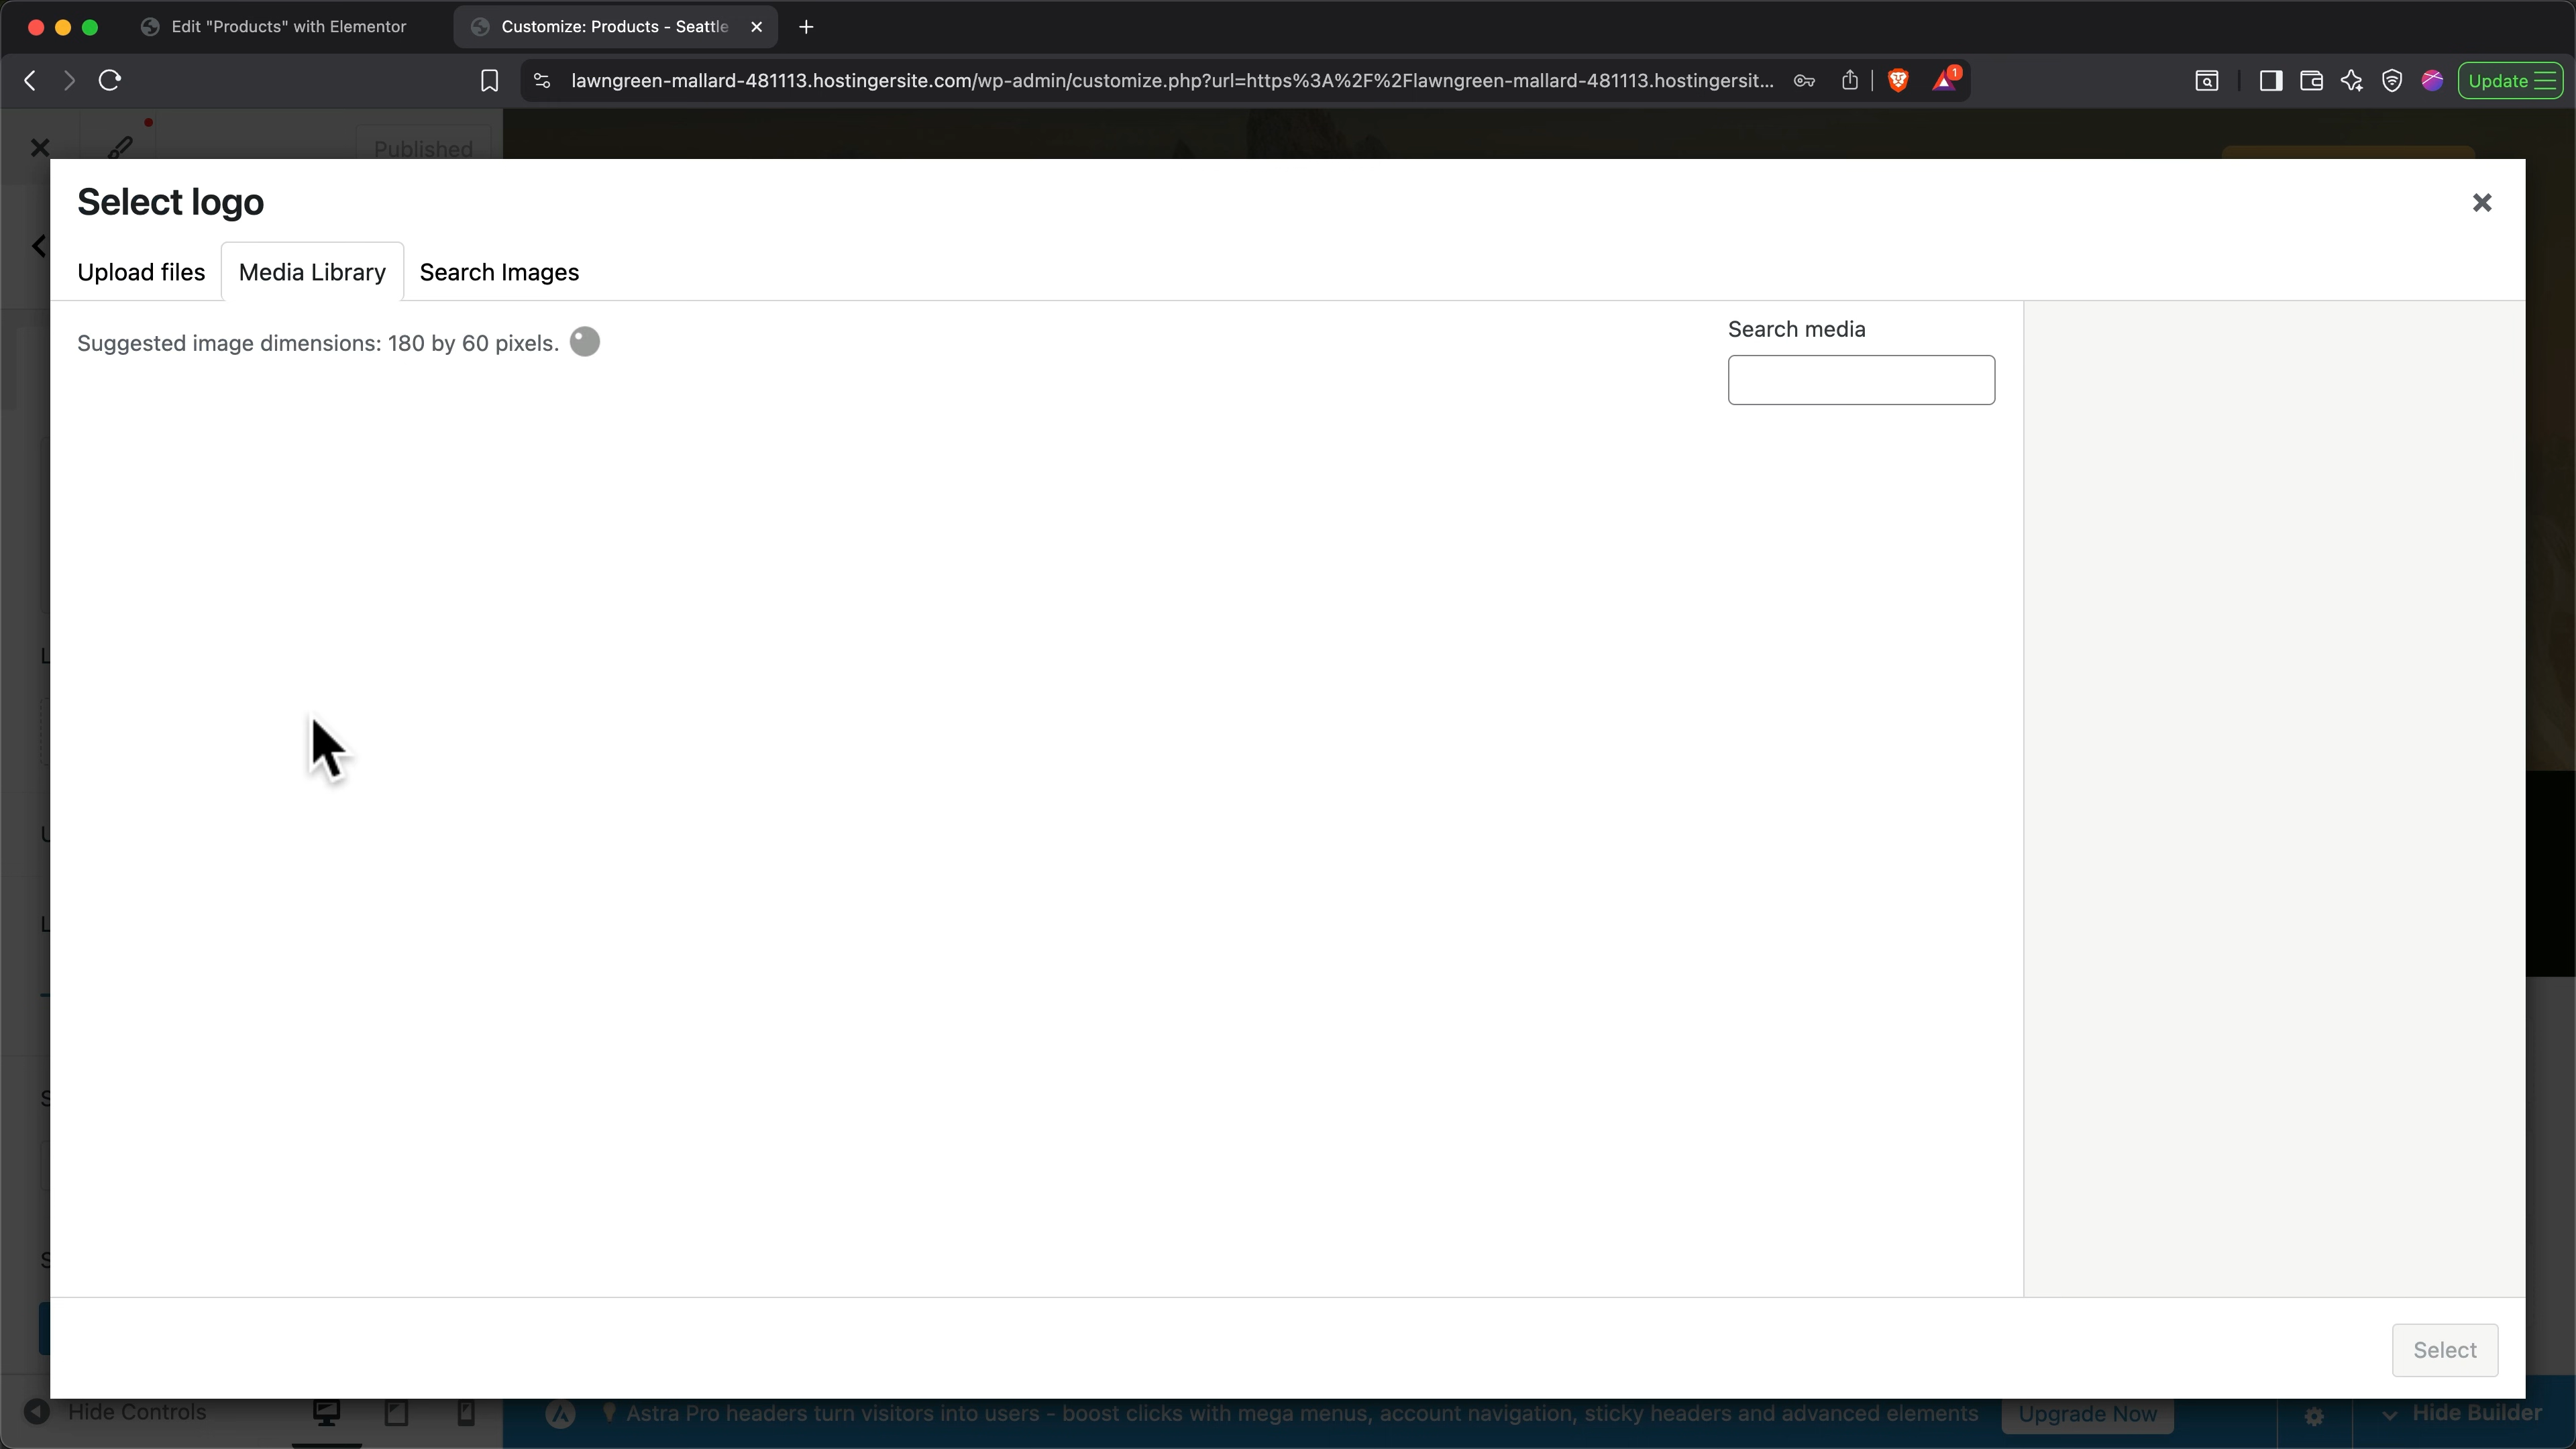 Edit "Products" with Elementor
Customize: Products - Seattle
lawngreen-mallard-481113.hostingersite.com/wp-admin/customize.php?url=https%3A%2F%2Flawngreen-mallard-481113.hostingersit...
1
Update
Published
Select logo
Upload files
Media Library
Search Images
Suggested image dimensions: 180 by 60 pixels.
Search media
L
U
L
S
S
Select
Hide Controls
Astra Pro headers turn visitors into users - boost clicks with mega menus, account navigation, sticky headers and advanced elements
Upgrade Now
Hide Builder